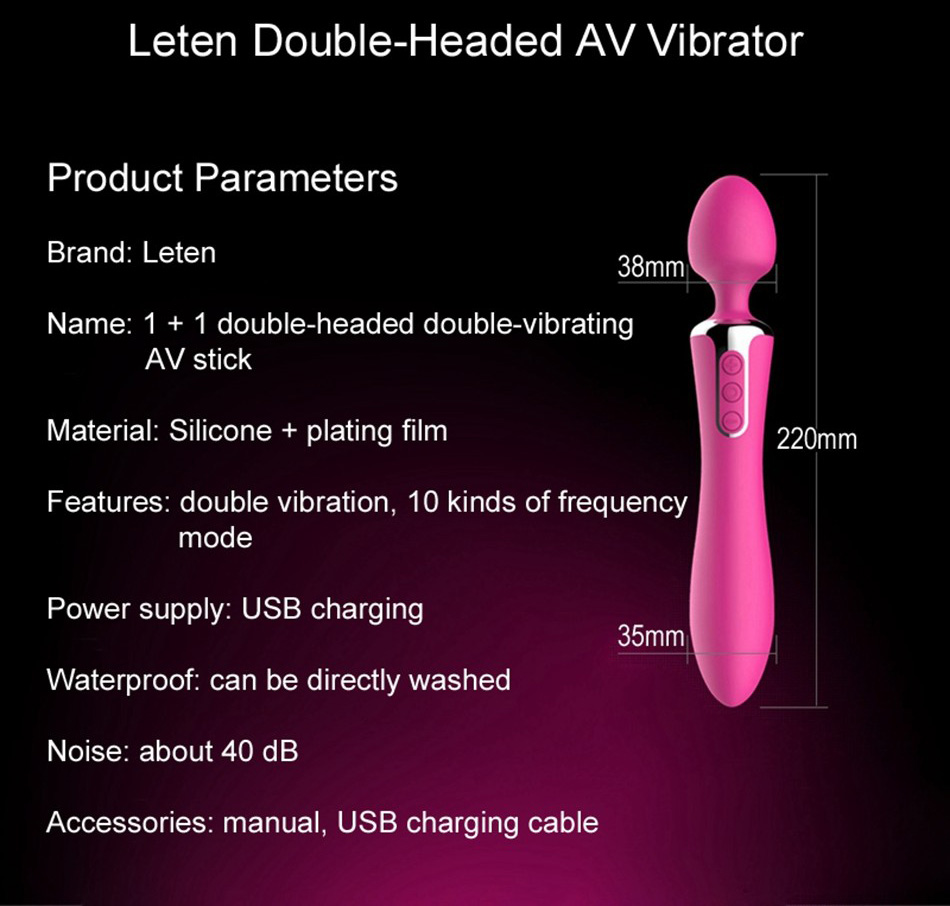 Leten Double-Headed AV Vibrator
Product Parameters
Brand: Leten
38mm
Name: 1 + 1 double-headed double-vibrating
AV stick
Material: Silicone + plating film
220mm
Features: double vibration, 10 kinds of frequency
mode
Power supply: USB charging
35mm
Waterproof: can be directly washed
Noise: about 40 dB
Accessories: manual, USB charging cable